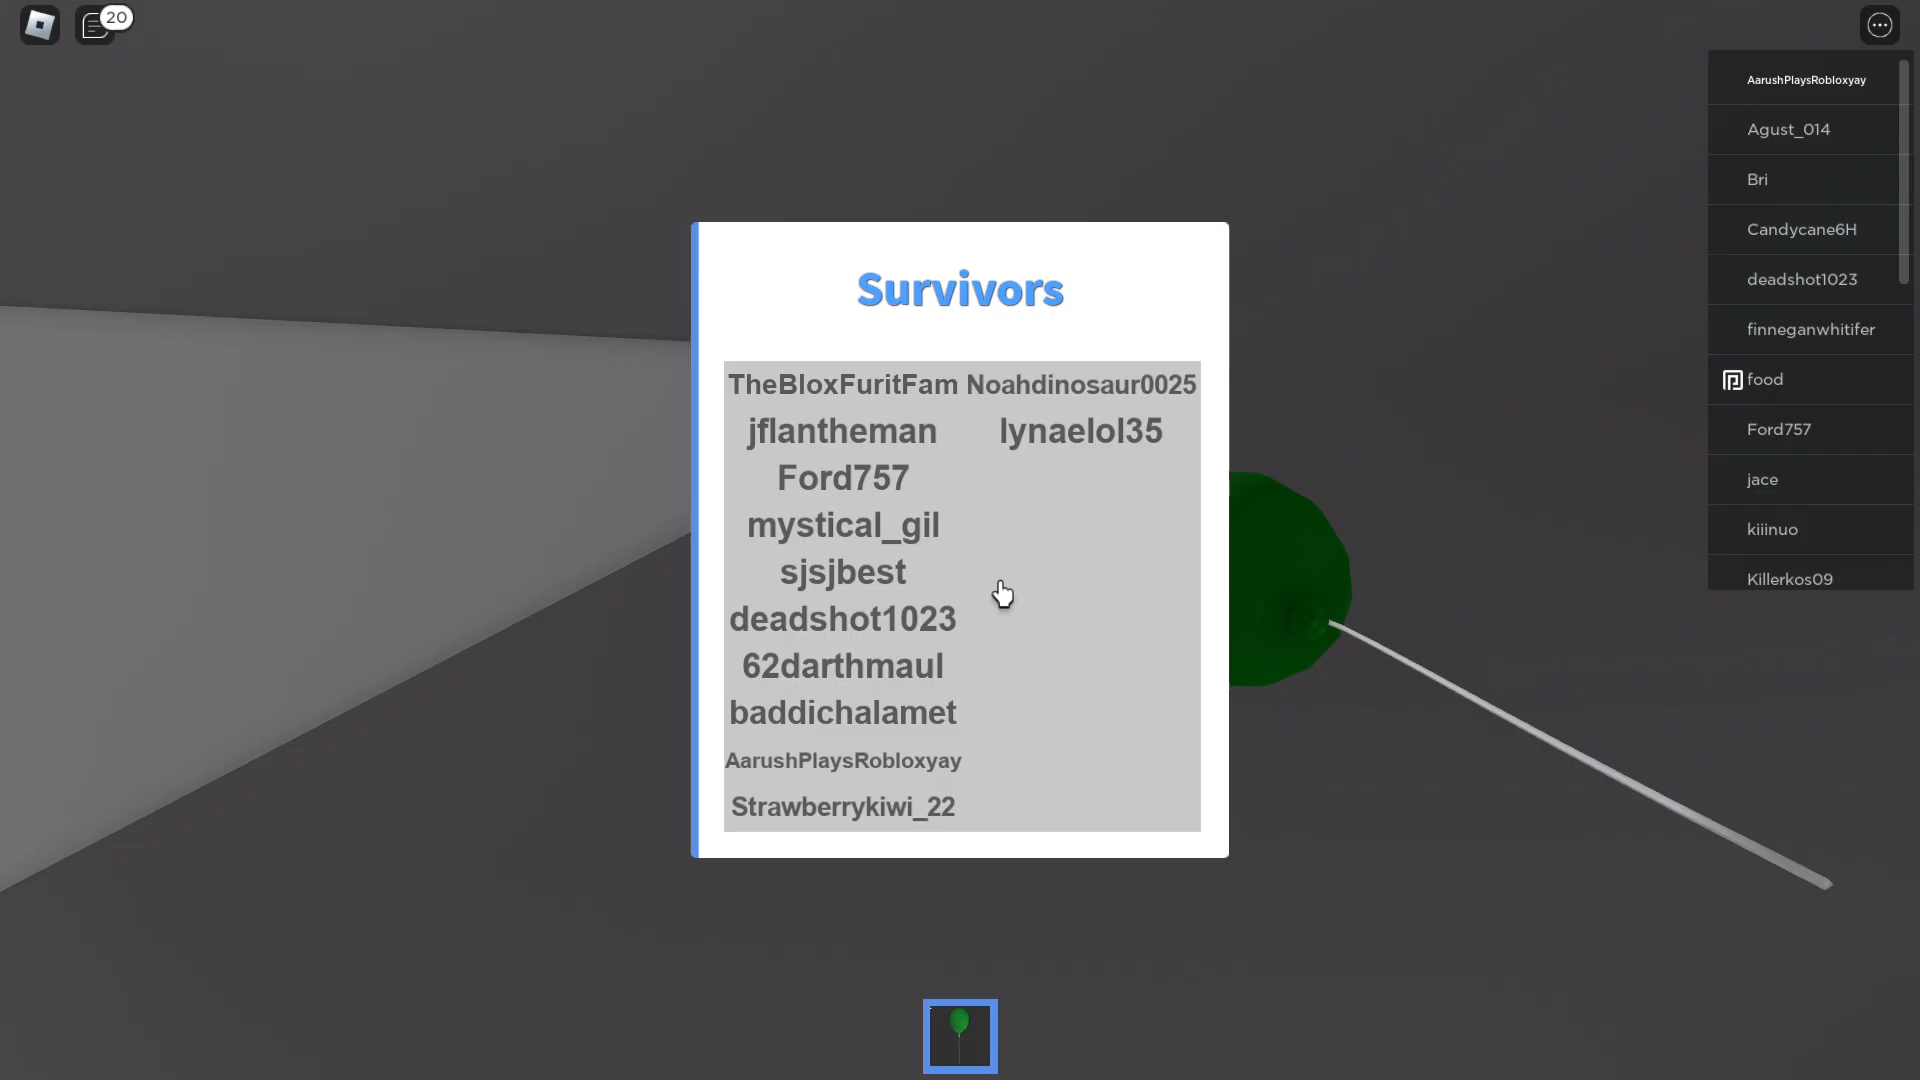 20
AarushPlaysRobloxyay
Agust_014
Bri
Candycane6H
deadshot1023
finneganwhitifer
food
Ford757
jace
kiiinuo
Killerkos09
Survivors
TheBloxFuritFam Noahdinosaur0025
jflantheman lynaelol35
Ford757
mystical_gil
sjsjbest
deadshot1023
62darthmaul
baddichalamet
AarushPlaysRobloxyay
Strawberrykiwi_22